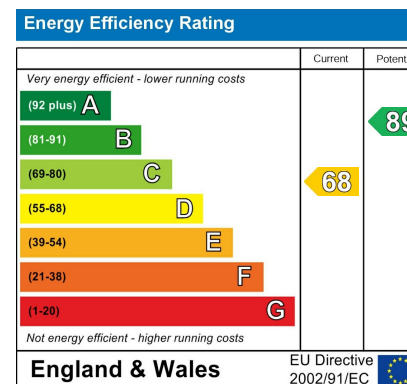 Energy Efficiency Rating
Current Potent
Very energy efficient - lower running costs
(92 plus) A
(81-91) B
(69-80) C
(55-68) D
(39-54) E
(21-38) F
(1-20) G
68
89
Not energy efficient - higher running costs
England & Wales
EU Directive
2002/91/EC